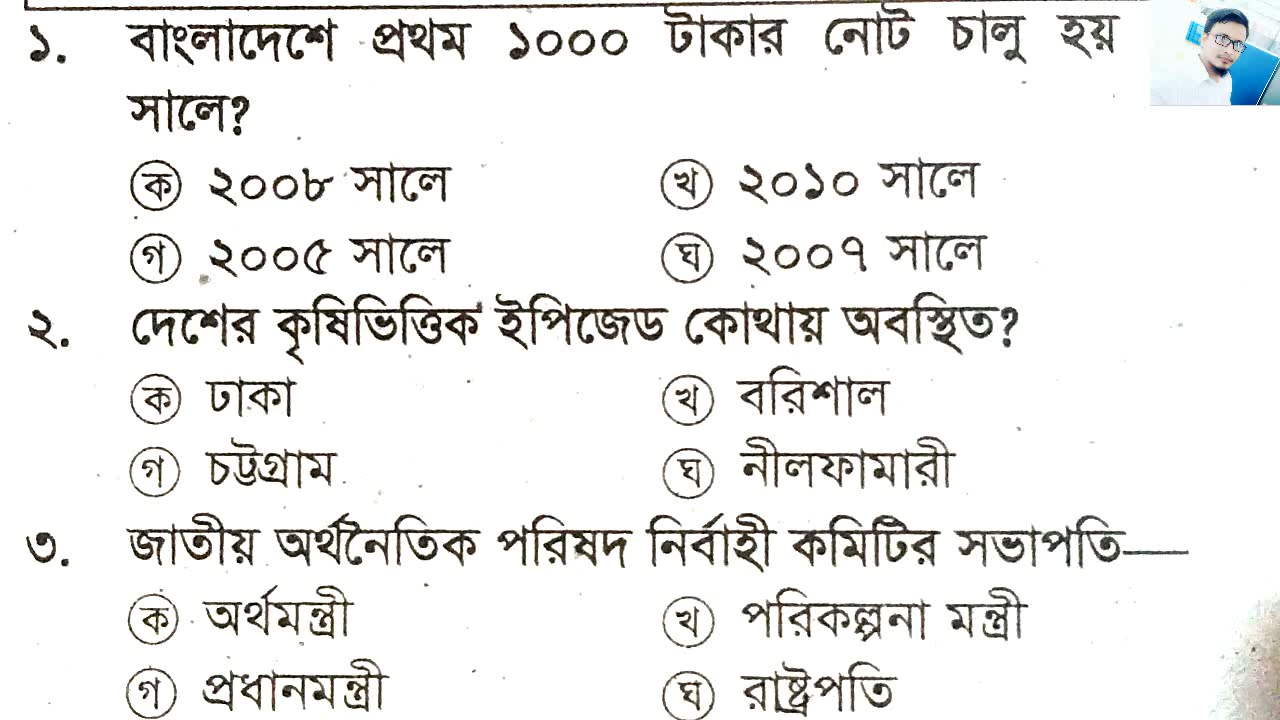 ১. বাংলাদেশে প্রথম ১০০০ টাকার নোট চালু হয়
সালে?
ক ২০০৮ সালে খ ২০১০ সালে
গ ২০০৫ সালে ঘ ২০০৭ সালে
২. দেশের কৃষিভিত্তিক ইপিজেড কোথায় অবস্থিত?
ক ঢাকা খ বরিশাল
গ চট্টগ্রাম ঘ নীলফামারী
৩. জাতীয় অর্থনৈতিক পরিষদ নির্বাহী কমিটির সভাপতি—
ক অর্থমন্ত্রী খ পরিকল্পনা মন্ত্রী
গ প্রধানমন্ত্রী ঘ রাষ্ট্রপতি